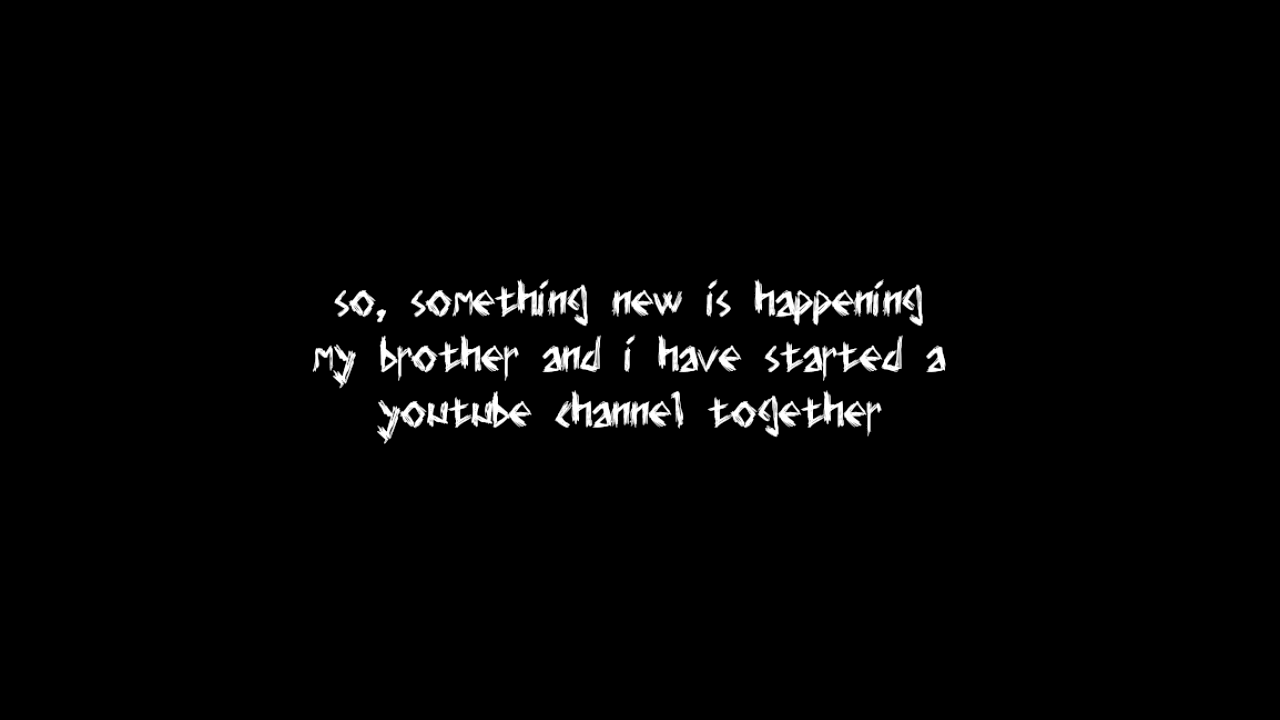 so, something new is happening
my brother and i have started a
youtube channel together